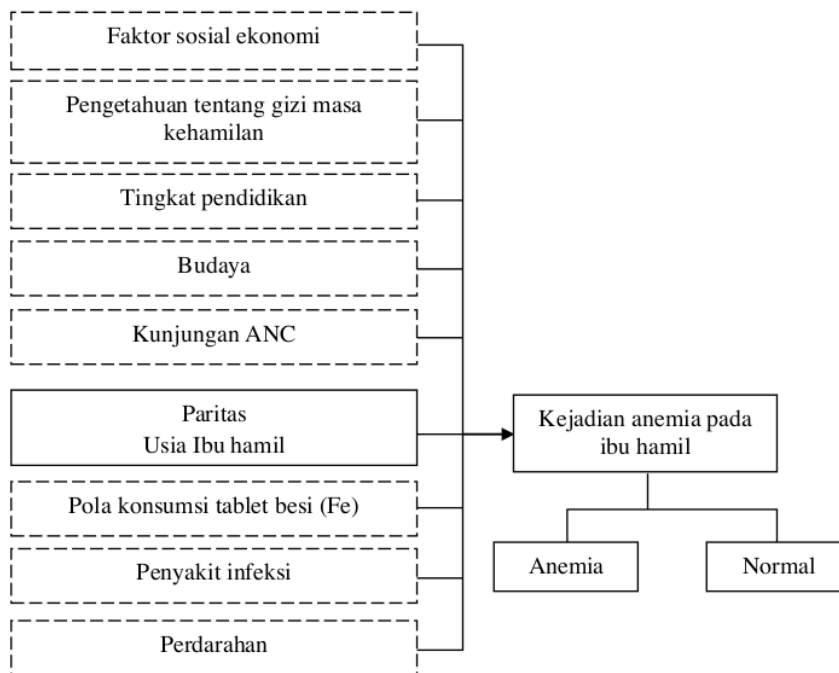 Faktor sosial ekonomi
Pengetahuan tentang gizi masa
kehamilan
Tingkat pendidikan
Budaya
Kunjungan ANC
Paritas
Usia Ibu hamil
Pola konsumsi tablet besi (Fe)
Penyakit infeksi
Perdarahan
Kejadian anemia pada
ibu hamil
Anemia
Normal